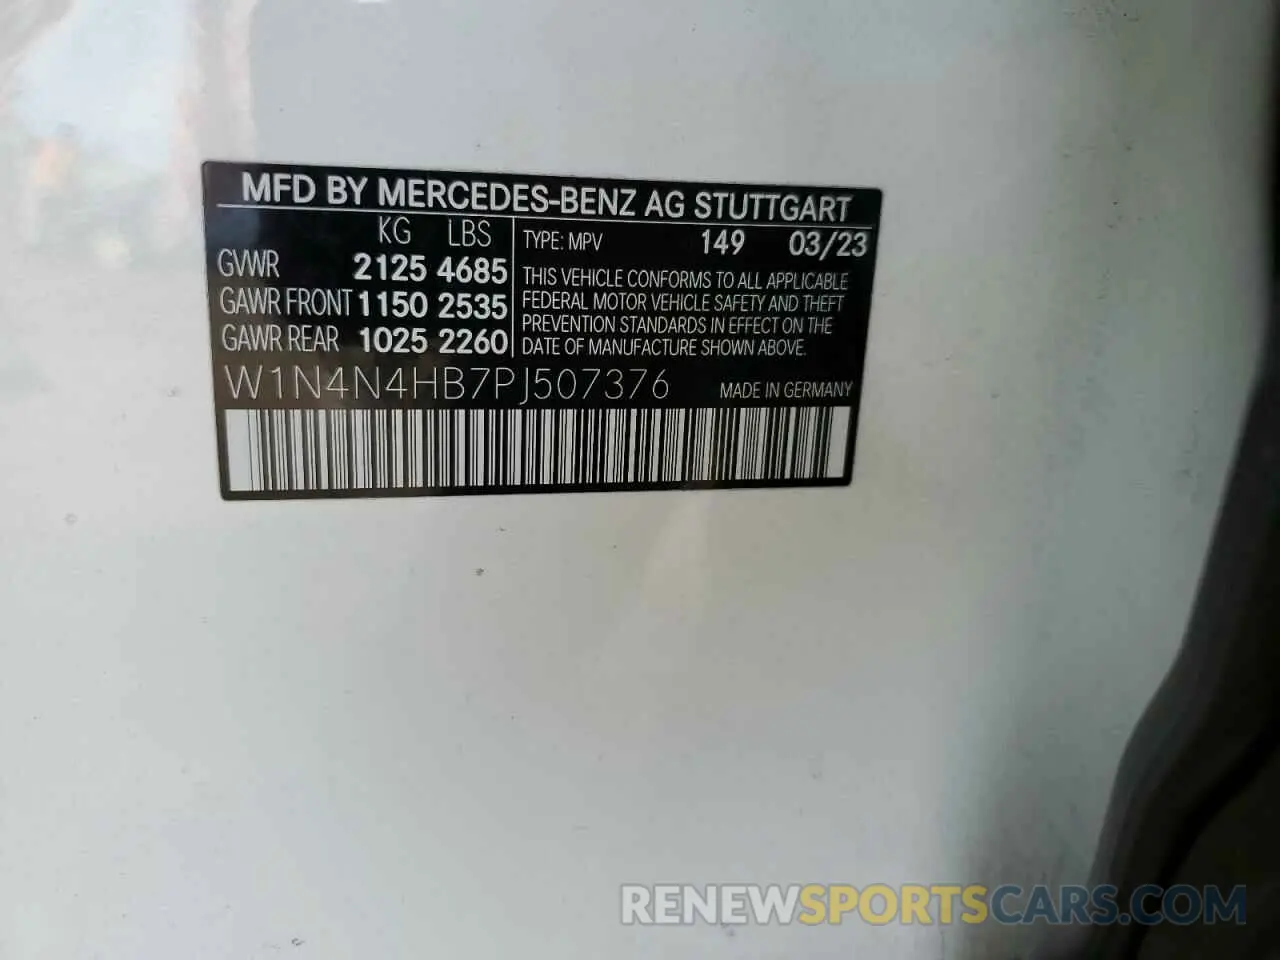 MFD BY MERCEDES-BENZ AG STUTTGART
KG LBS
GVWR 2125 4685
GAWR FRONT 1150 2535
GAWR REAR 1025 2260
TYPE: MPV 149 03/23
THIS VEHICLE CONFORMS TO ALL APPLICABLE
FEDERAL MOTOR VEHICLE SAFETY AND THEFT
PREVENTION STANDARDS IN EFFECT ON THE
DATE OF MANUFACTURE SHOWN ABOVE.
W1N4N4HB7PJ507376 MADE IN GERMANY
RENEWSPORTSCARS.COM